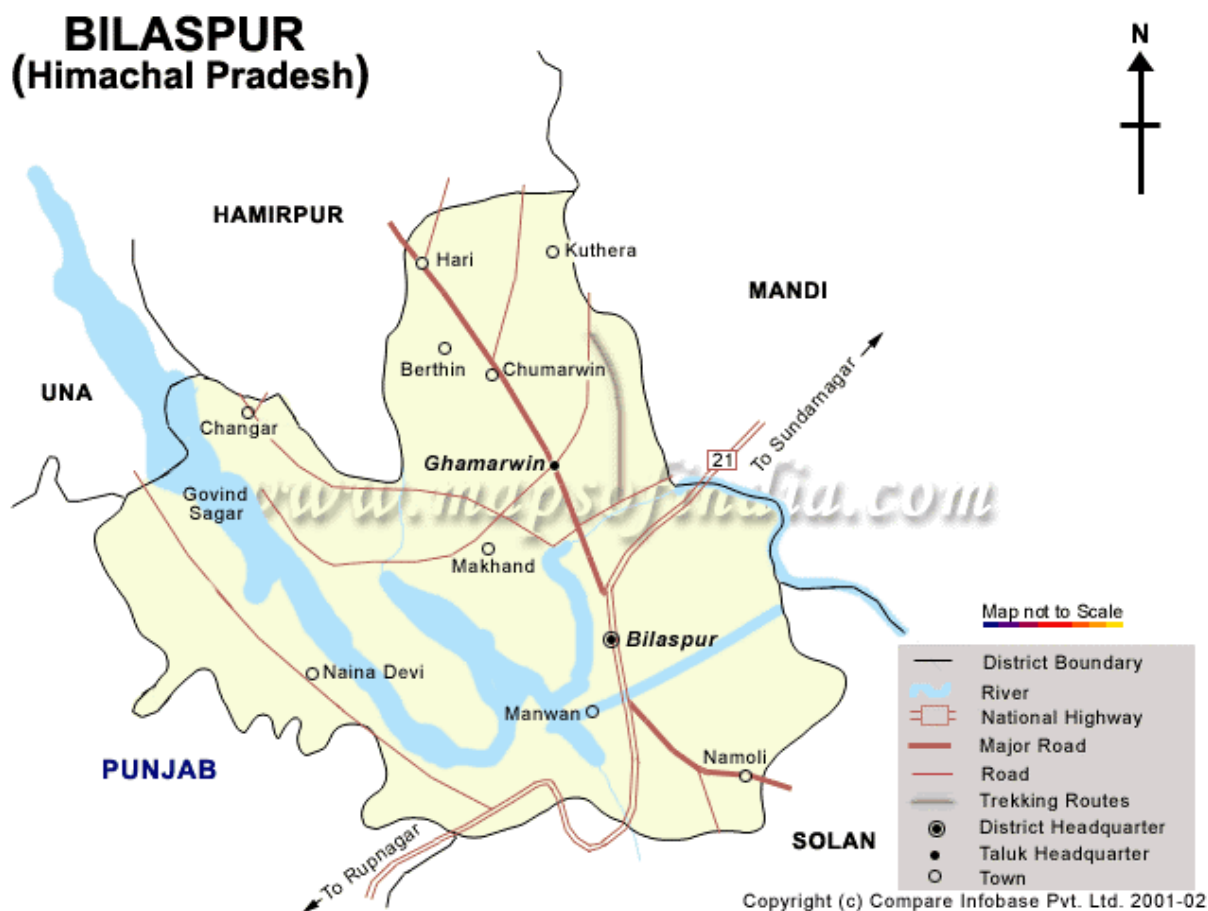 BILASPUR
(Himachal Pradesh)
N
HAMIRPUR
Kuthera
Hari
MANDI
Berthin
Chumarwin
UNA
Changar
To Sundarnagar
Ghamarwin
21
Govind
Sagar
www.mapsofindia.com
Makhand
Bilaspur
Naina Devi
Manwan
Namoli
PUNJAB
SOLAN
To Rupnagar
Map not to Scale
District Boundary
River
National Highway
Major Road
Road
Trekking Routes
District Headquarter
Taluk Headquarter
Town
Copyright (c) Compare Infobase Pvt. Ltd. 2001-02